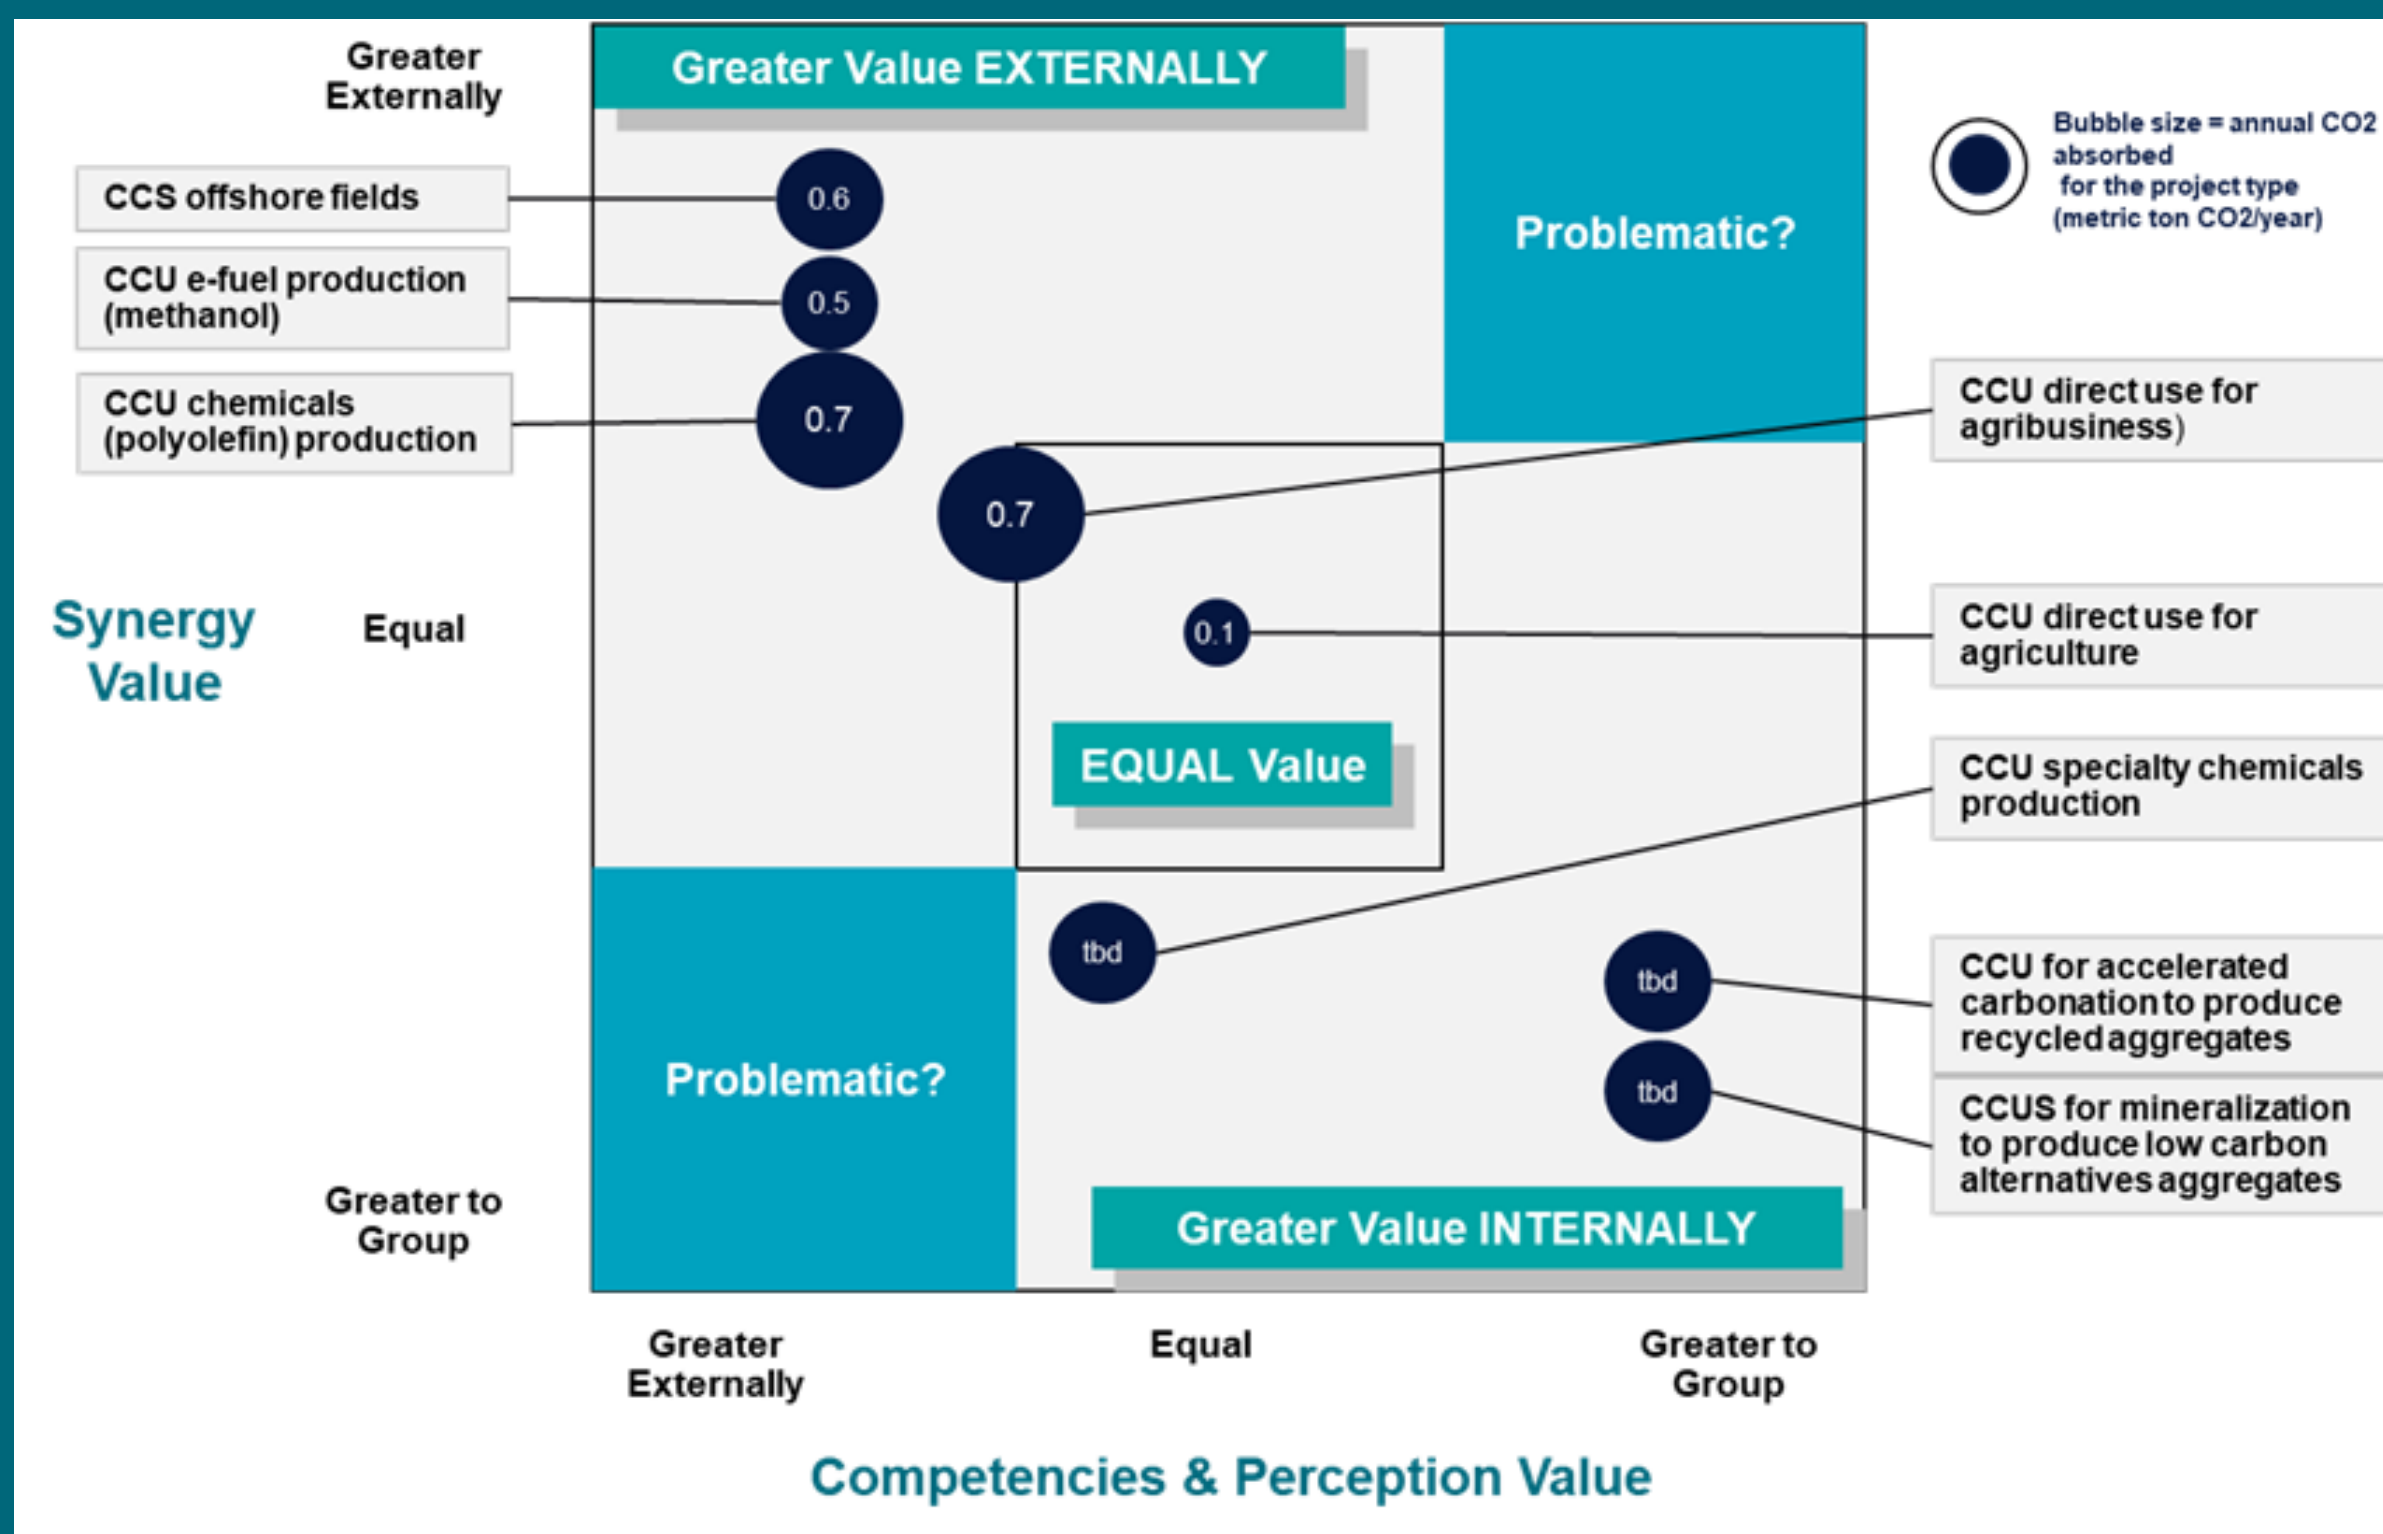 Greater
Externally
Greater Value EXTERNALLY
Problematic?
Bubble size = annual CO2
absorbed
for the project type
(metric ton CO2/year)
CCS offshore fields
0.6
CCU e-fuel production
(methanol)
0.5
CCU chemicals
(polyolefin) production
0.7
CCU direct use for
agribusiness)
0.7
Synergy
Value
Equal
0.1
CCU direct use for
agriculture
EQUAL Value
CCU specialty chemicals
production
tbd
tbd
CCU for accelerated
carbonation to produce
recycled aggregates
Problematic?
tbd
CCUS for mineralization
to produce low carbon
alternatives aggregates
Greater to
Group
Greater Value INTERNALLY
Greater
Externally
Equal
Greater to
Group
Competencies & Perception Value